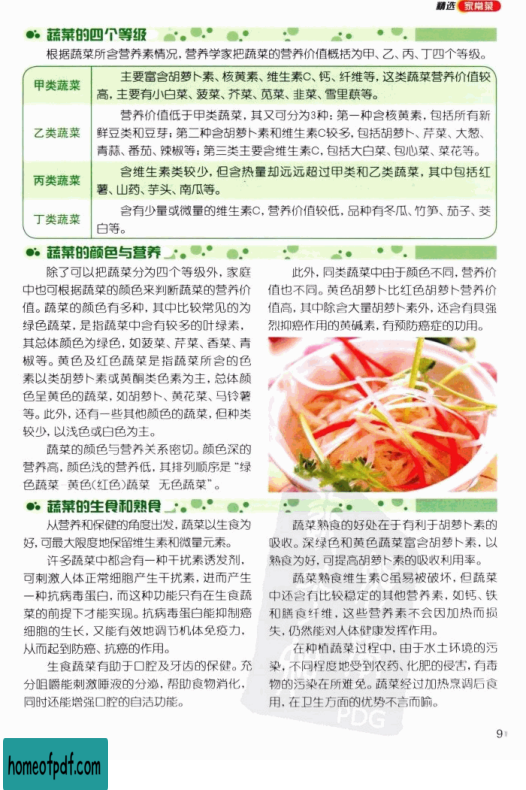 精选 家常菜
蔬菜的四个等级
根据蔬菜所含营养素情况,营养学家把蔬菜的营养价值概括为甲、乙、丙、丁四个等级。
甲类蔬菜
主要富含胡萝卜素、核黄素、维生素C、钙、纤维等,这类蔬菜营养价值较
高,主要有小白菜、菠菜、芥菜、苋菜、韭菜、雪里蕻等。
乙类蔬菜
营养价值低于甲类蔬菜,其又可分为3种:第一种含核黄素,包括所有新
鲜豆类和豆芽;第二种含胡萝卜素和维生素C较多,包括胡萝卜、芹菜、大葱、
青蒜、番茄、辣椒等;第三类主要含维生素C,包括大白菜、包心菜、菜花等。
丙类蔬菜
含维生素类较少,但含热量却远远超过甲类和乙类蔬菜,其中包括红
薯、山药、芋头、南瓜等。
丁类蔬菜
含有少量或微量的维生素C,营养价值较低,品种有冬瓜、竹笋、茄子、茭
白等。
蔬菜的颜色与营养
除了可以把蔬菜分为四个等级外,家庭
中也可根据蔬菜的颜色来判断蔬菜的营养价
值。蔬菜的颜色有多种,其中比较常见的为
绿色蔬菜,是指蔬菜中含有较多的叶绿素,
其总体颜色为绿色,如菠菜、芹菜、香菜、青
椒等。黄色及红色蔬菜是指蔬菜所含的色
素以类胡萝卜素或黄酮类色素为主,总体颜
色呈黄色的蔬菜,如胡萝卜、黄花菜、马铃薯
等。此外,还有一些其他颜色的蔬菜,但种类
较少,以浅色或白色为主。
蔬菜的颜色与营养关系密切。颜色深的
营养高,颜色浅的营养低,其排列顺序是“绿
色蔬菜 黄色(红色)蔬菜 无色蔬菜”。
此外,同类蔬菜中由于颜色不同,营养价
值也不同。黄色胡萝卜比红色胡萝卜营养价
值高,其中除含大量胡萝卜素外,还含有具强
烈抑癌作用的黄碱素,有预防癌症的功用。
蔬菜的生食和熟食
从营养和保健的角度出发,蔬菜以生食为
好,可最大限度地保留维生素和微量元素。
许多蔬菜中都含有一种干扰素诱发剂,
可刺激人体正常细胞产生干扰素,进而产生
一种抗病毒蛋白,而这种功能只有在生食蔬
菜的前提下才能实现。抗病毒蛋白能抑制癌
细胞的生长,又能有效地调节机体免疫力,
从而起到防癌、抗癌的作用。
生食蔬菜有助于口腔及牙齿的保健。充
分咀嚼能刺激唾液的分泌,帮助食物消化,
同时还能增强口腔的自洁功能。
蔬菜熟食的好处在于有利于胡萝卜素的
吸收。深绿色和黄色蔬菜富含胡萝卜素,以
熟食为好,可提高胡萝卜素的吸收利用率。
蔬菜熟食维生素C虽易被破坏,但蔬菜
中还含有比较稳定的其他营养素,如钙、铁
和膳食纤维,这些营养素不会因加热而损
失,仍然能对人体健康发挥作用。
在种植蔬菜过程中,由于水土环境的污
染,不同程度地受到农药、化肥的侵害,有毒
物的污染在所难免。蔬菜经过加热烹调后食
用,在卫生方面的优势不言而喻。
PDG
9
homeofpdf.com